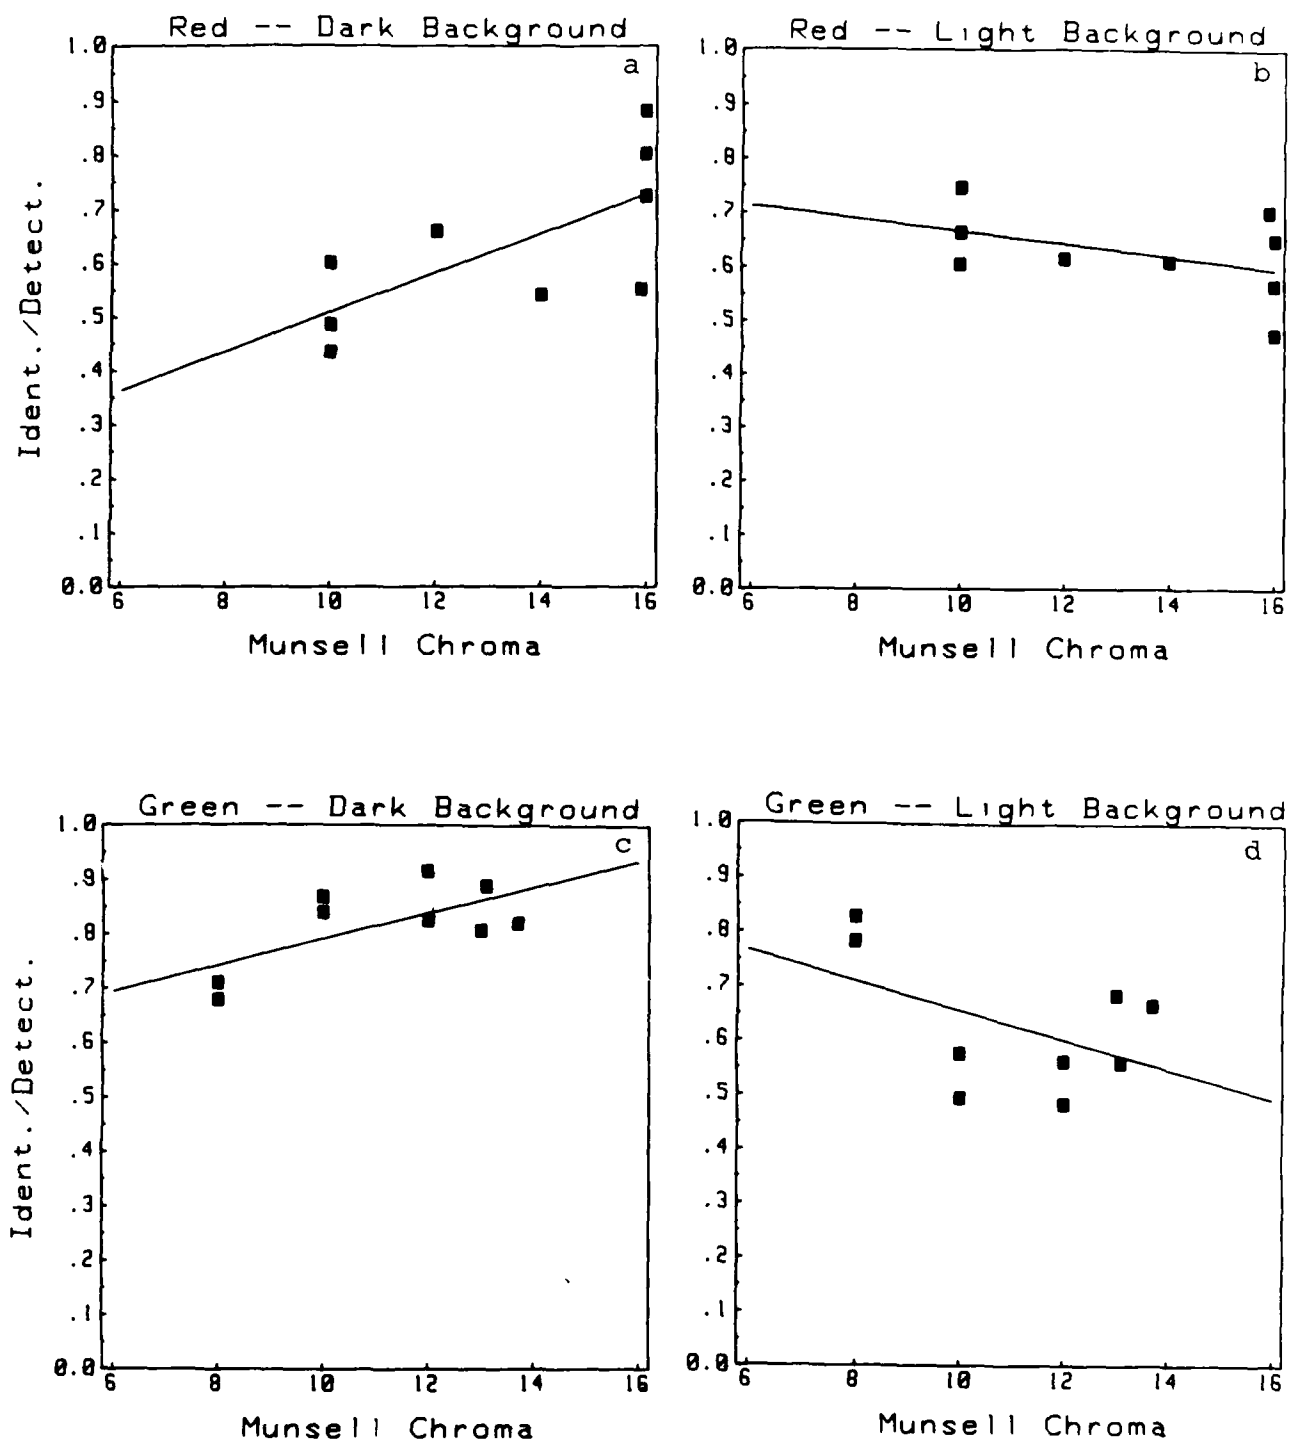 Red -- Dark Background
a
1.0
.9
.8
.7
.6
.5
.4
.3
.2
.1
0.0
6 8 10 12 14 16
Ident./Detect.
Munsell Chroma
Red -- Light Background
b
1.0
.9
.8
.7
.6
.5
.4
.3
.2
.1
0.0
6 8 10 12 14 16
Munsell Chroma
Green -- Dark Background
c
1.0
.9
.8
.7
.6
.5
.4
.3
.2
.1
0.0
6 8 10 12 14 16
Ident./Detect.
Munsell Chroma
Green -- Light Background
d
1.0
.9
.8
.7
.6
.5
.4
.3
.2
.1
0.0
6 8 10 12 14 16
Munsell Chroma